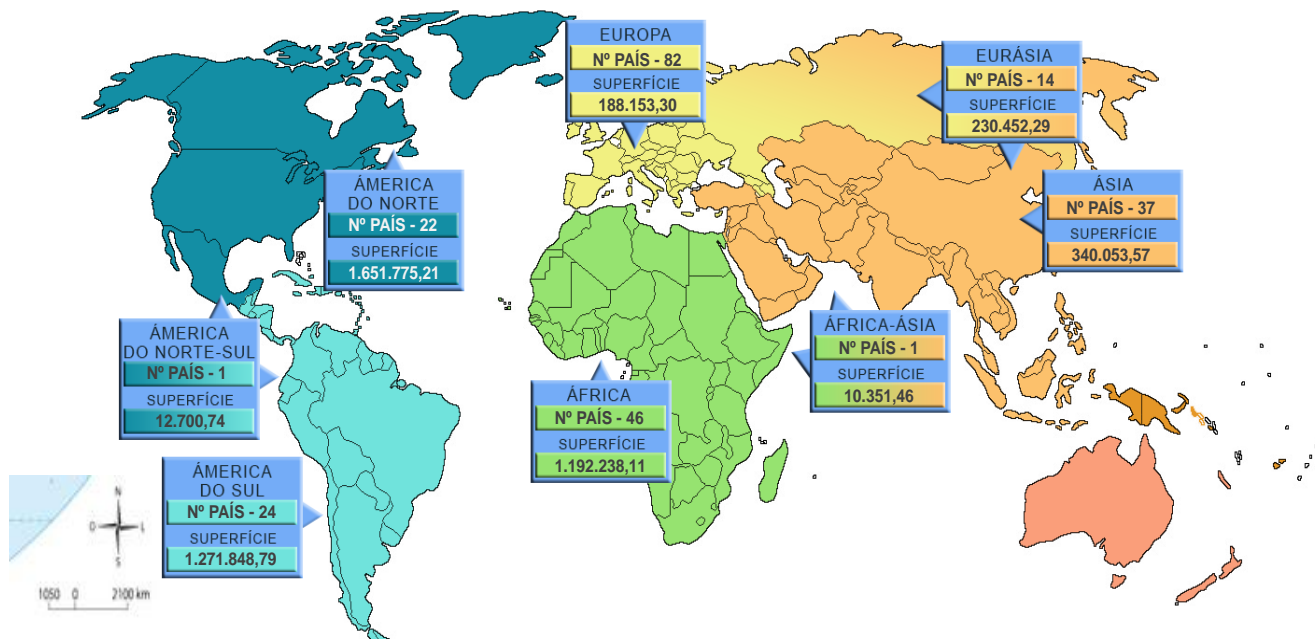 EUROPA
Nº PAÍS - 82
SUPERFÍCIE
188.153,30
EURÁSIA
Nº PAÍS - 14
SUPERFÍCIE
230.452,29
ÁMERICA
DO NORTE
Nº PAÍS - 22
SUPERFÍCIE
1.651.775,21
ÁSIA
Nº PAÍS - 37
SUPERFÍCIE
340.053,57
ÁMERICA
DO NORTE-SUL
Nº PAÍS - 1
SUPERFÍCIE
12.700,74
ÁFRICA-ÁSIA
Nº PAÍS - 1
SUPERFÍCIE
10.351,46
ÁFRICA
Nº PAÍS - 46
SUPERFÍCIE
1.192.238,11
ÁMERICA
DO SUL
Nº PAÍS - 24
SUPERFÍCIE
1.271.848,79
N
O L
S
1050 0 2100 km